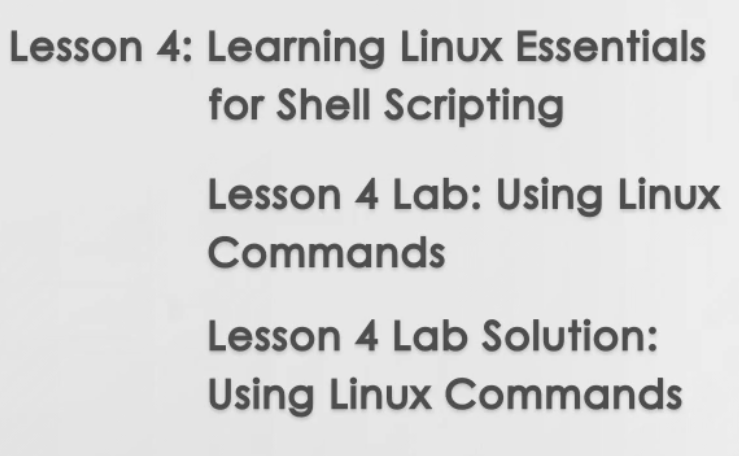 Lesson 4: Learning Linux Essentials
for Shell Scripting
Lesson 4 Lab: Using Linux
Commands
Lesson 4 Lab Solution:
Using Linux Commands